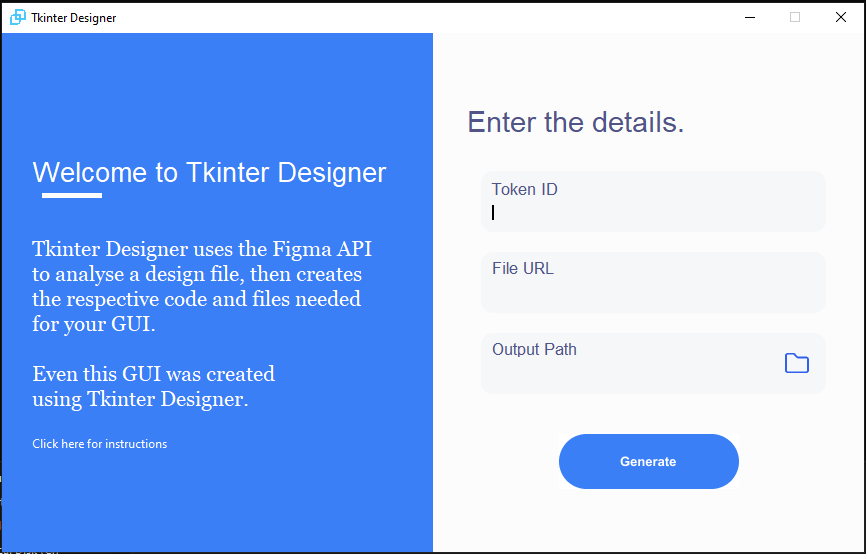 Tkinter Designer
Welcome to Tkinter Designer
Tkinter Designer uses the Figma API
to analyse a design file, then creates
the respective code and files needed
for your GUI.
Even this GUI was created
using Tkinter Designer.
Click here for instructions
Enter the details.
Token ID
File URL
Output Path
Generate